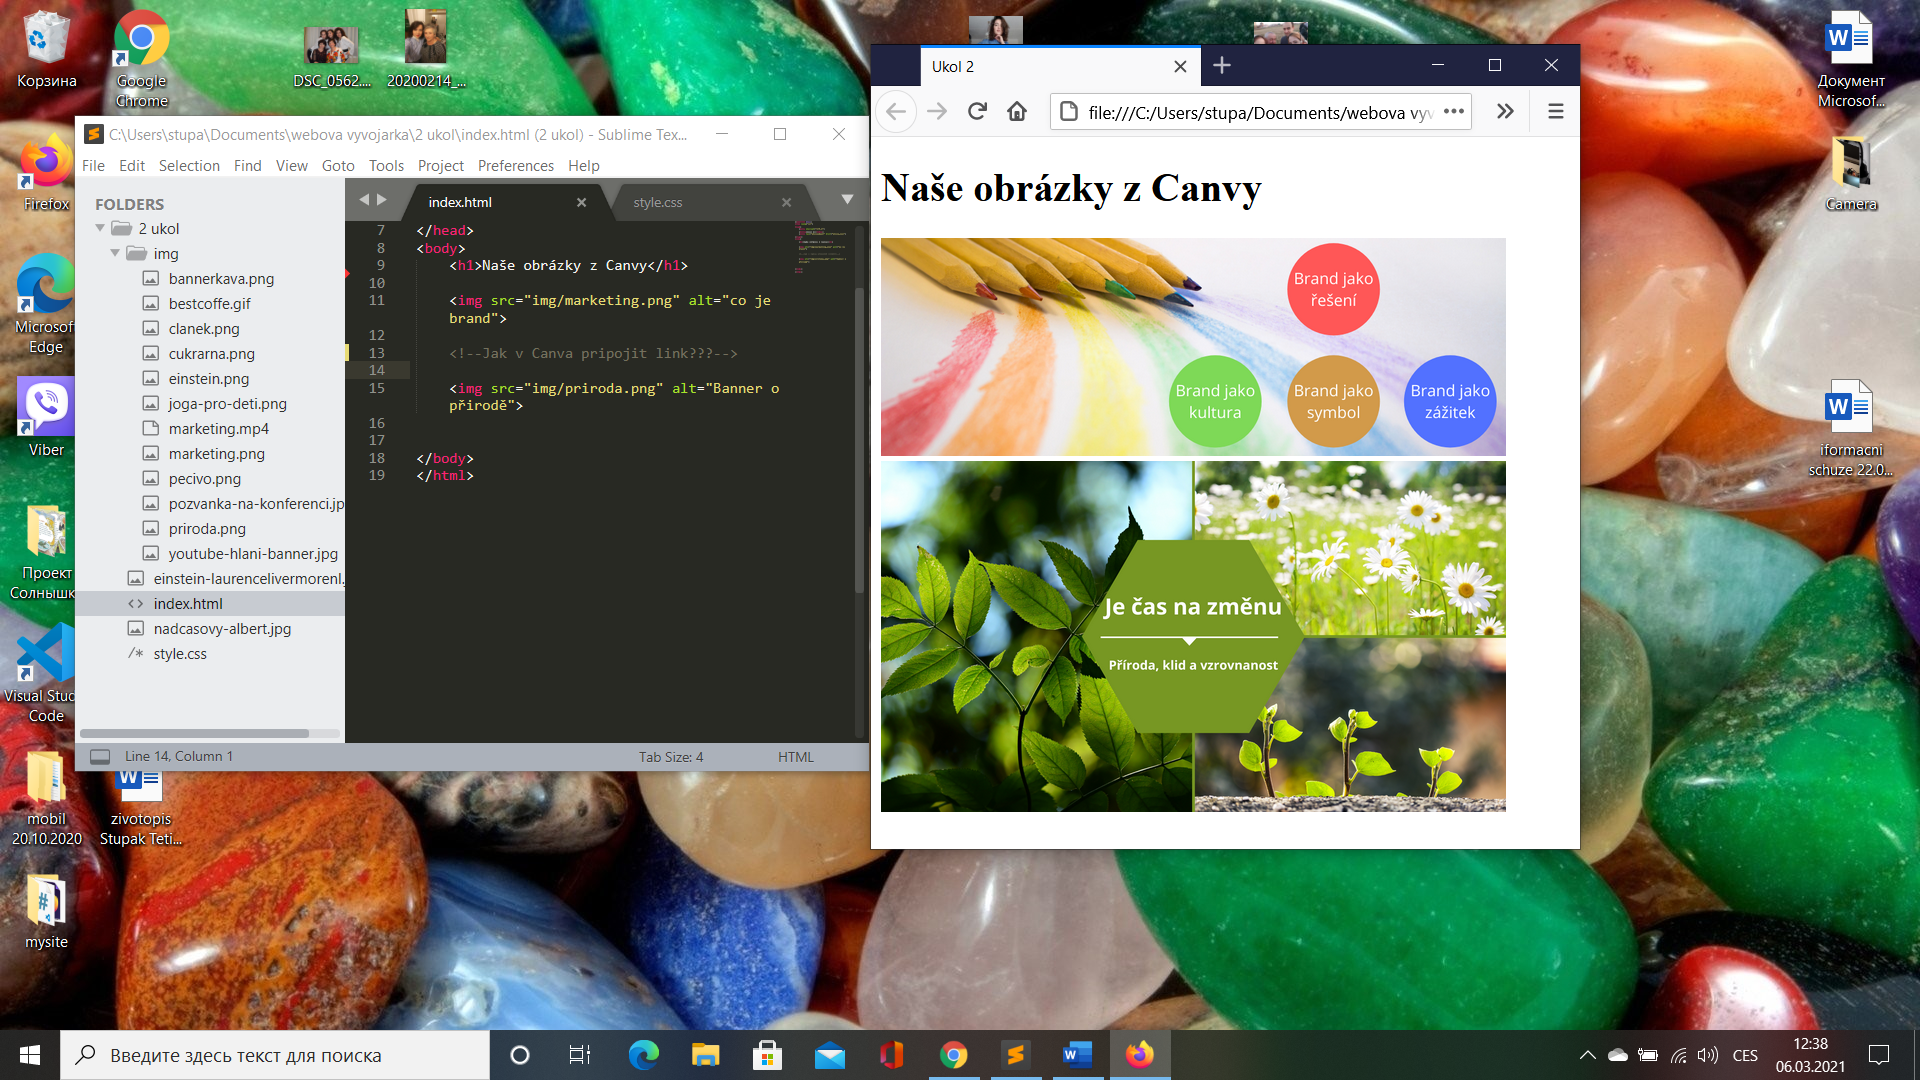 Корзина
Google
Chrome
DSC_0562....
20200214_...
Firefox
Microsof
Edge
Viber
Проект
Солнышк
Visual Stud
Code
mobil
20.10.2020
zivotopis
Stupak Teti...
mysite
Документ
Microsof...
Camera
iformacni
schuze 22.0...
C:\Users\stupa\Documents\webova vyvojarka\2 ukol\index.html (2 ukol) - Sublime Tex...
File Edit Selection Find View Goto Tools Project Preferences Help
FOLDERS
2 ukol
img
bannerkava.png
bestcoffe.gif
clanek.png
cukrarna.png
einstein.png
joga-pro-deti.png
marketing.mp4
marketing.png
pecivo.png
pozvanka-na-konferenci.jp
priroda.png
youtube-hlani-banner.jpg
einstein-laurencelivermorenl.
index.html
nadcasovy-albert.jpg
style.css
index.html
style.css
7 </head>
8 <body>
9 <h1>Naše obrázky z Canvy</h1>
10
11 <img src="img/marketing.png" alt="co je
brand">
12
13 <!--Jak v Canva pripojit link???-->
14
15 <img src="img/priroda.png" alt="Banner o
přirodě">
16
17
18 </body>
19 </html>
Line 14, Column 1
Tab Size: 4
HTML
Ukol 2
file:///C:/Users/stupa/Documents/webova vyv
Naše obrázky z Canvy
Brand jako
řešení
Brand jako
kultura
Brand jako
symbol
Brand jako
zážitek
Je čas na změnu
Příroda, klid a vzrovnanost
Введите здесь текст для поиска
CES
12:38
06.03.2021